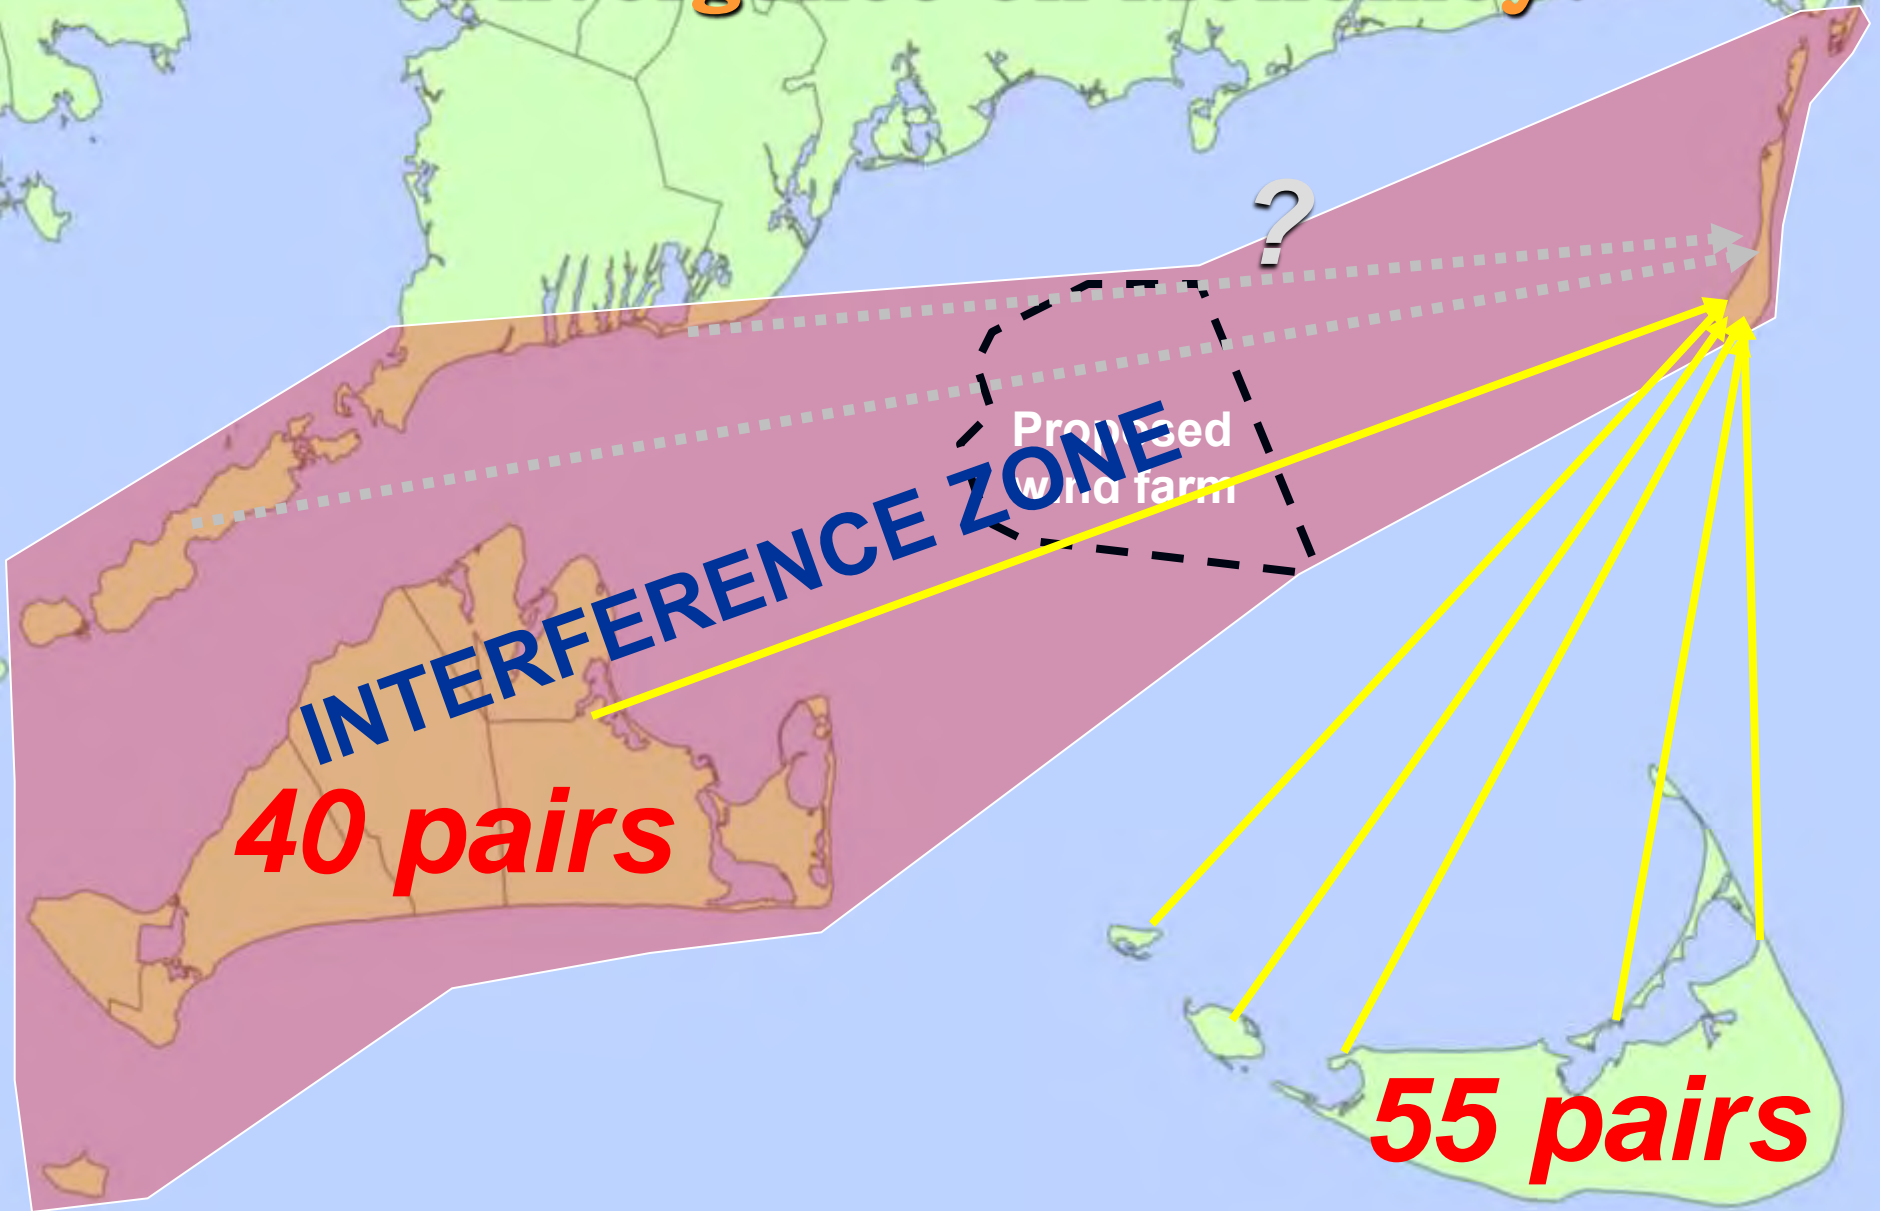 ?
Proposed
wind farm
INTERFERENCE ZONE
40 pairs
55 pairs